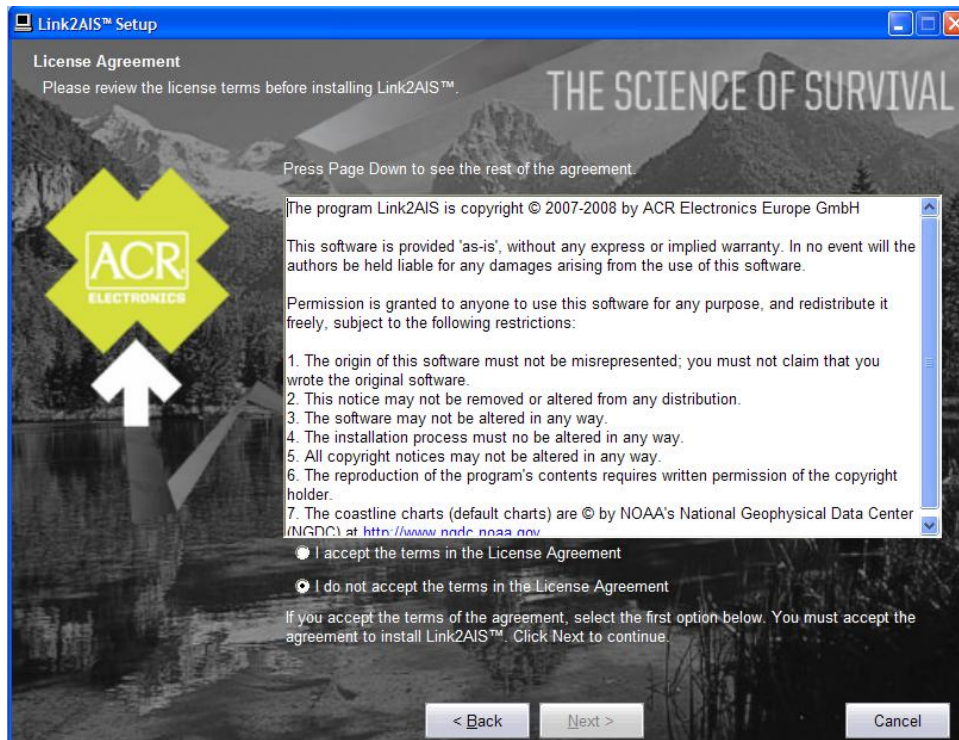 Link2AIS™ Setup
License Agreement
Please review the license terms before installing Link2AIS™.
THE SCIENCE OF SURVIVAL
Press Page Down to see the rest of the agreement.
ACR
ELECTRONICS
The program Link2AIS is copyright © 2007-2008 by ACR Electronics Europe GmbH
This software is provided 'as-is', without any express or implied warranty. In no event will the
authors be held liable for any damages arising from the use of this software.
Permission is granted to anyone to use this software for any purpose, and redistribute it
freely, subject to the following restrictions:
1. The origin of this software must not be misrepresented; you must not claim that you
wrote the original software.
2. This notice may not be removed or altered from any distribution.
3. The software may not be altered in any way.
4. The installation process must no be altered in any way.
5. All copyright notices may not be altered in any way.
6. The reproduction of the program's contents requires written permission of the copyright
holder.
7. The coastline charts (default charts) are © by NOAA's National Geophysical Data Center
(NGDC) at http://www.ngdc.noaa.gov
I accept the terms in the License Agreement
I do not accept the terms in the License Agreement
If you accept the terms of the agreement, select the first option below. You must accept the
agreement to install Link2AIS™. Click Next to continue.
< Back
Next >
Cancel